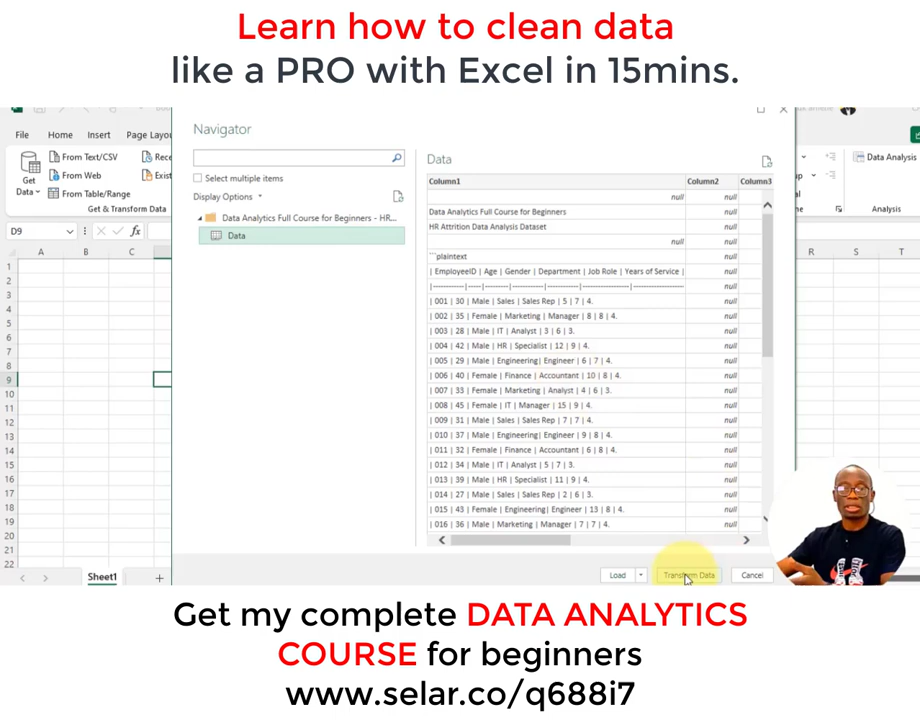 Learn how to clean data
like a PRO with Excel in 15mins.
Navigator
File Home Insert Page Layou
Get Data
From Text/CSV
From Web
From Table/Range
Rece
Exist
Get & Transform Data
Data Analysis
Analysis
Select multiple items
Display Options
Data Analytics Full Course for Beginners - HR...
Data
Data
Column1 Column2 Column3
null null
Data Analytics Full Course for Beginners null
HR Attrition Data Analysis Dataset null
null null
```plaintext null
| EmployeeID | Age | Gender | Department | Job Role | Years of Service | null
null
| 001 | 30 | Male | Sales | Sales Rep | 5 | 7 | 4. null
| 002 | 35 | Female | Marketing | Manager | 8 | 8 | 4. null
| 003 | 28 | Male | IT | Analyst | 3 | 6 | 3. null
| 004 | 42 | Male | HR | Specialist | 12 | 9 | 4. null
| 005 | 29 | Male | Engineering| Engineer | 6 | 7 | 4. null
| 006 | 40 | Female | Finance | Accountant | 10 | 8 | 4. null
| 007 | 33 | Female | Marketing | Analyst | 4 | 6 | 3. null
| 008 | 45 | Female | IT | Manager | 15 | 9 | 4. null
| 009 | 31 | Male | Sales | Sales Rep | 7 | 7 | 4. null
| 010 | 37 | Male | Engineering| Engineer | 9 | 8 | 4. null
| 011 | 32 | Female | Finance | Accountant | 6 | 8 | 4. null
| 012 | 34 | Male | IT | Analyst | 5 | 7 | 3. null
| 013 | 39 | Male | HR | Specialist | 11 | 9 | 4. null
| 014 | 27 | Male | Sales | Sales Rep | 2 | 6 | 3. null
| 015 | 43 | Female | Engineering| Engineer | 13 | 8 | 4. null
| 016 | 36 | Male | Marketing | Manager | 7 | 7 | 4. null
D9
fx
A B C
R S T
1
2
3
4
5
6
7
8
9
10
11
12
13
14
15
16
17
18
19
20
21
22
Sheet1
Load Transform Data Cancel
Get my complete DATA ANALYTICS
COURSE for beginners
www.selar.co/q688i7